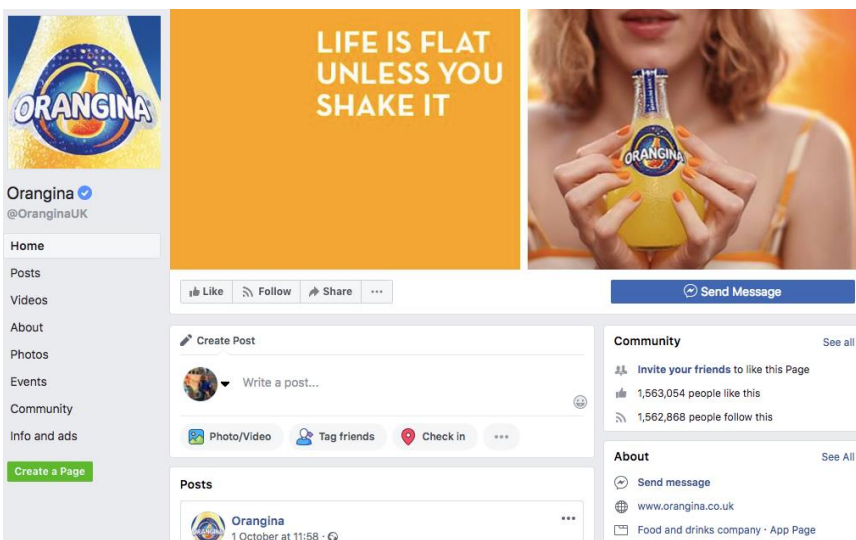 ORANGINA
Orangina
@OranginaUK
Home
Posts
Videos
About
Photos
Events
Community
Info and ads
Create a Page
LIFE IS FLAT
UNLESS YOU
SHAKE IT
ORANGINA
Like
Follow
Share
Send Message
Create Post
Write a post...
Photo/Video
Tag friends
Check in
Posts
Orangina
1 October at 11:58
Community
See all
Invite your friends to like this Page
1,563,054 people like this
1,562,868 people follow this
About
See All
Send message
www.orangina.co.uk
Food and drinks company · App Page